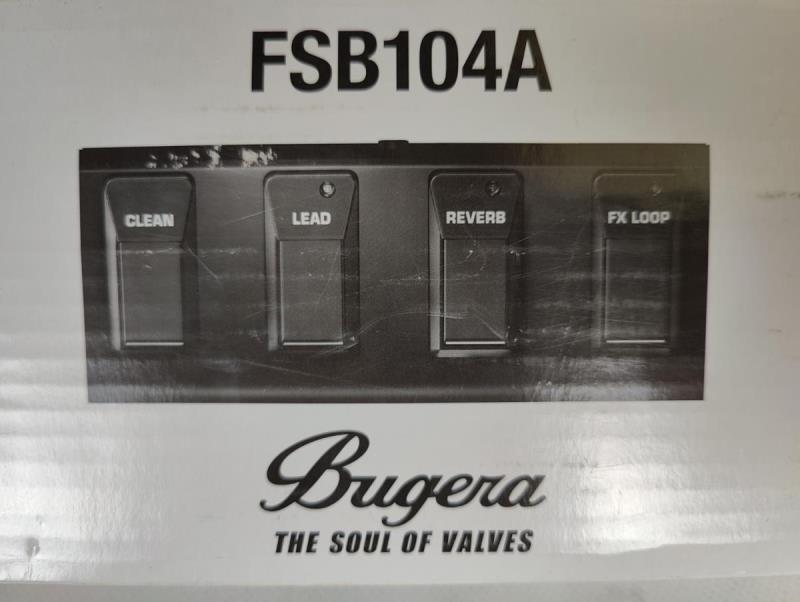 FSB104A
CLEAN
LEAD
REVERB
FX LOOP
Bugera
THE SOUL OF VALVES